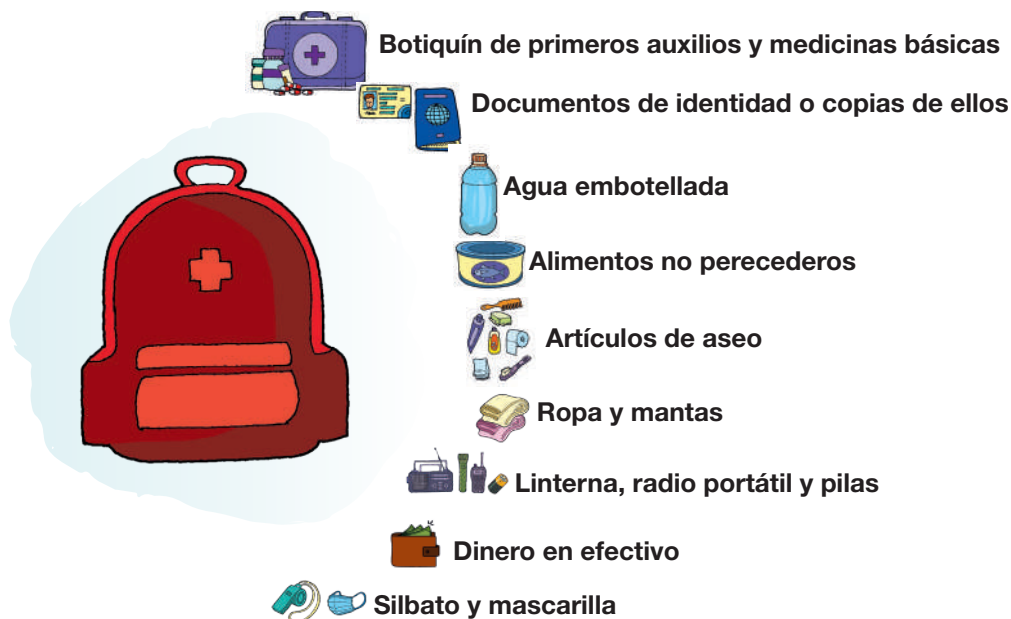 Botiquín de primeros auxilios y medicinas básicas
Documentos de identidad o copias de ellos
Agua embotellada
Alimentos no perecederos
Artículos de aseo
Ropa y mantas
Linterna, radio portátil y pilas
Dinero en efectivo
Silbato y mascarilla